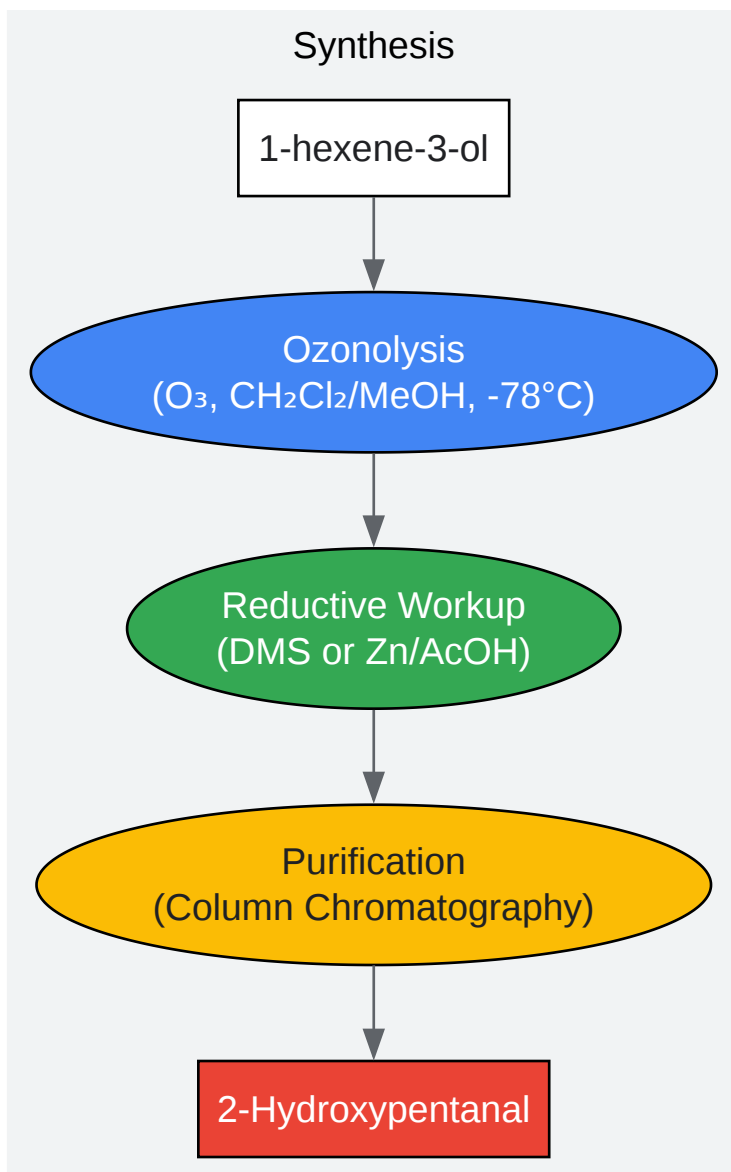 Synthesis
1-hexene-3-ol
Ozonolysis
(O₃, CH₂Cl₂/MeOH, -78°C)
Reductive Workup
(DMS or Zn/AcOH)
Purification
(Column Chromatography)
2-Hydroxypentanal